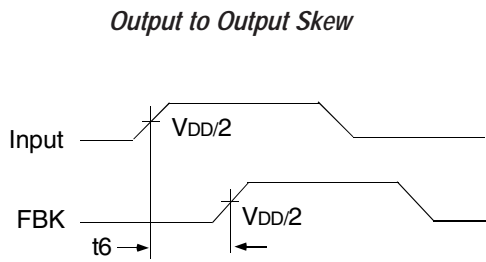 Output to Output Skew
Input
VDD/2
FBK
VDD/2
t6